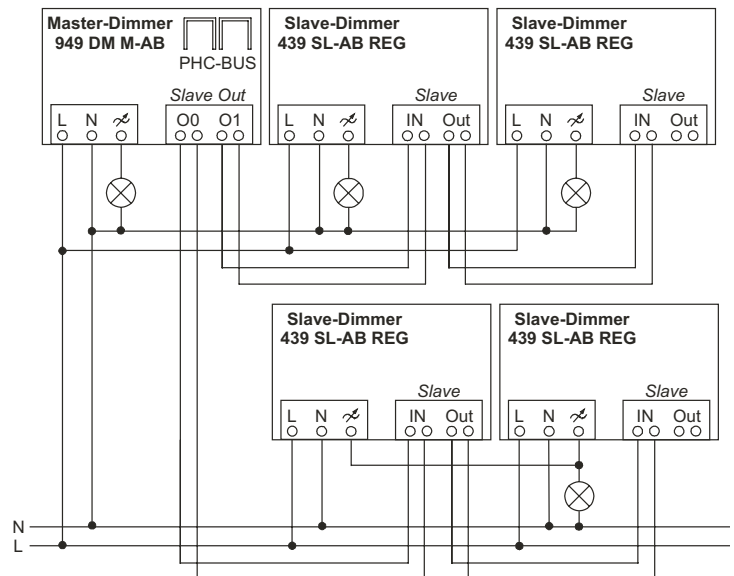 Master-Dimmer
949 DM M-AB
PHC-BUS
Slave Out
L N O0 O1
Slave-Dimmer
439 SL-AB REG
Slave
L N IN Out
Slave-Dimmer
439 SL-AB REG
Slave
L N IN Out
Slave-Dimmer
439 SL-AB REG
Slave
L N IN Out
Slave-Dimmer
439 SL-AB REG
Slave
L N IN Out
N
L